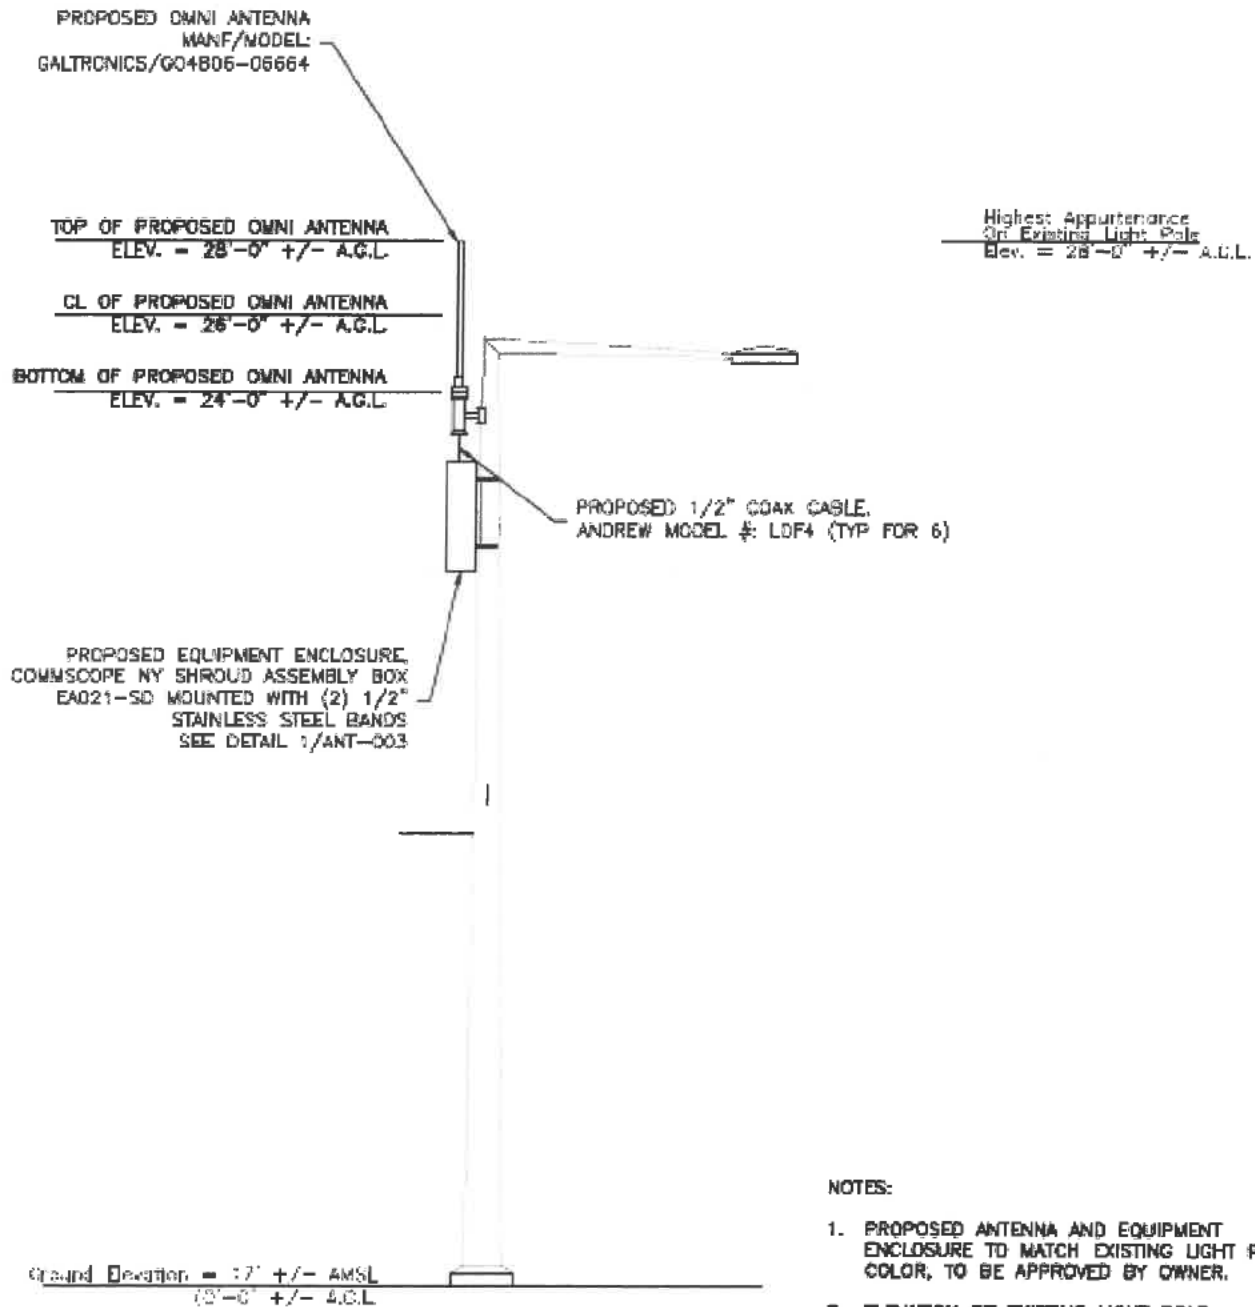 PROPOSED OMNI ANTENNA
MANF/MODEL:
GALTRONICS/GO4806-06664
TOP OF PROPOSED OMNI ANTENNA
ELEV. = 28'-0" +/- A.G.L.
Highest Appurtenance
On Existing Light Pole
Elev. = 28'-0" +/- A.G.L.
CL OF PROPOSED OMNI ANTENNA
ELEV. = 26'-0" +/- A.G.L.
BOTTOM OF PROPOSED OMNI ANTENNA
ELEV. = 24'-0" +/- A.G.L.
PROPOSED 1/2" COAX CABLE,
ANDREW MODEL #: LDF4 (TYP FOR 6)
PROPOSED EQUIPMENT ENCLOSURE,
COMMSCOPE NY SHROUD ASSEMBLY BOX
EA021-SD MOUNTED WITH (2) 1/2"
STAINLESS STEEL BANDS
SEE DETAIL 1/ANT-003
NOTES:
1. PROPOSED ANTENNA AND EQUIPMENT
ENCLOSURE TO MATCH EXISTING LIGHT P
COLOR, TO BE APPROVED BY OWNER.
Ground Elevation = 17' +/- AMSL
(0'-0" +/- A.G.L.